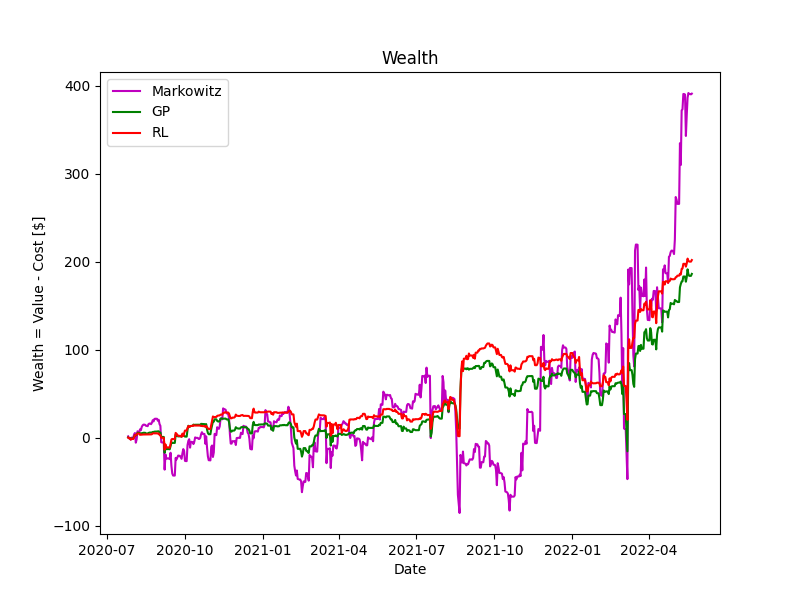 Wealth
Markowitz
GP
RL
Wealth = Value - Cost [$]
400
300
200
100
0
−100
2020-07
2020-10
2021-01
2021-04
2021-07
2021-10
2022-01
2022-04
Date